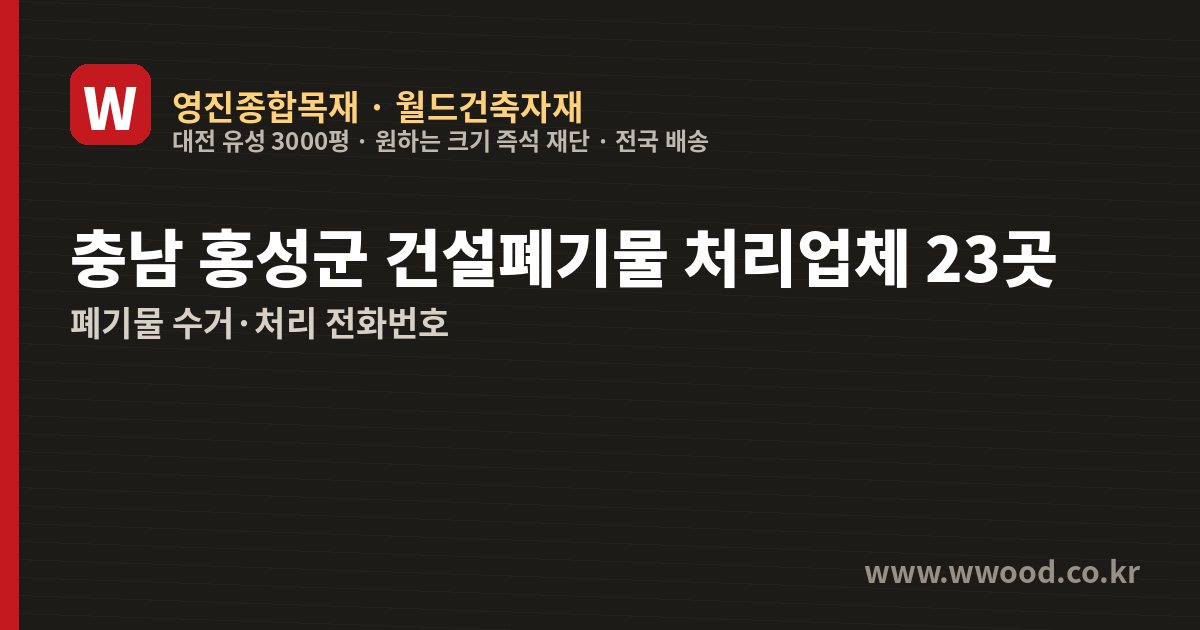 W
영진종합목재 · 월드건축자재
대전 유성 3000평 · 원하는 크기 즉석 재단 · 전국 배송
충남 홍성군 건설폐기물 처리업체 23곳
폐기물 수거·처리 전화번호
www.wwood.co.kr